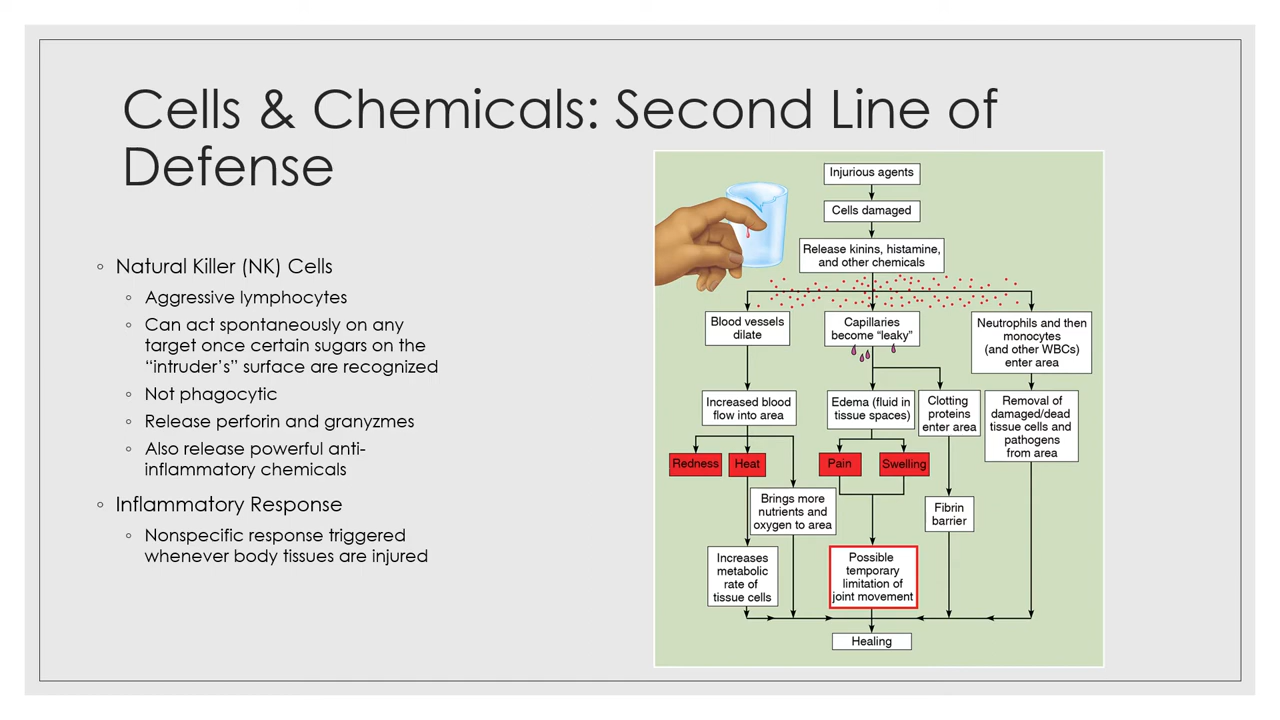 Cells & Chemicals: Second Line of
Defense
Natural Killer (NK) Cells
Aggressive lymphocytes
Can act spontaneously on any
target once certain sugars on the
“intruder’s” surface are recognized
Not phagocytic
Release perforin and granyzmes
Also release powerful anti-
inflammatory chemicals
Inflammatory Response
Nonspecific response triggered
whenever body tissues are injured
Injurious agents
Cells damaged
Release kinins, histamine,
and other chemicals
Blood vessels
dilate
Capillaries
become “leaky”
Neutrophils and then
monocytes
(and other WBCs)
enter area
Increased blood
flow into area
Edema (fluid in
tissue spaces)
Clotting
proteins
enter area
Removal of
damaged/dead
tissue cells and
pathogens
from area
Redness
Heat
Pain
Swelling
Brings more
nutrients and
oxygen to area
Fibrin
barrier
Increases
metabolic
rate of
tissue cells
Possible
temporary
limitation of
joint movement
Healing